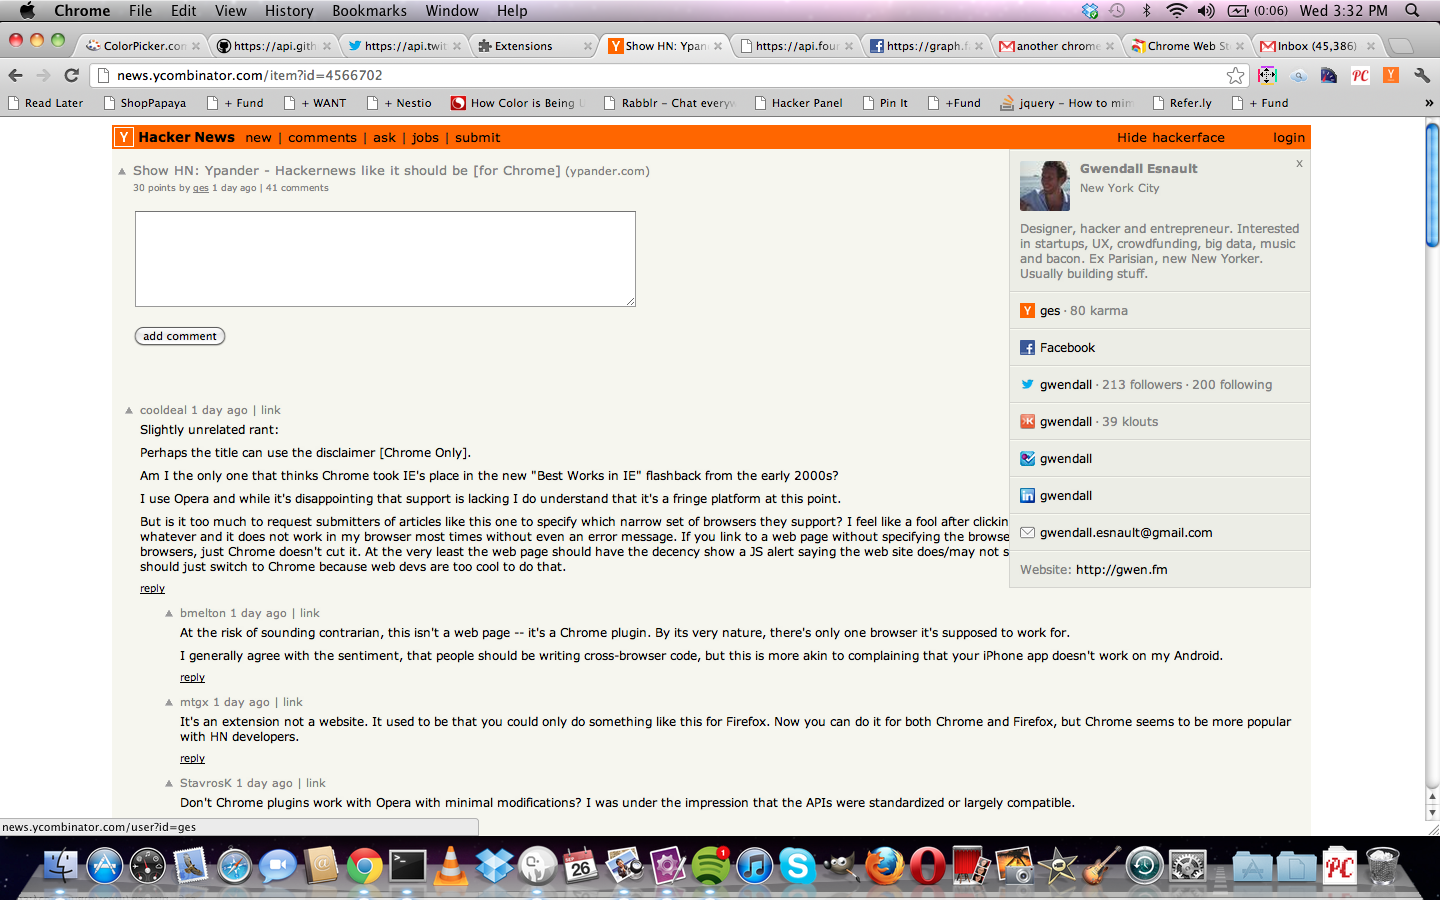 Chrome File Edit View History Bookmarks Window Help (0:06) Wed 3:32 PM
ColorPicker.con https://api.gith https://api.twit Extensions Show HN: Ypan https://api.four https://graph.f another chrome Chrome Web St Inbox (45,386)
news.ycombinator.com/item?id=4566702
Read Later ShopPapaya + Fund + WANT + Nestio How Color is Being Rabblr - Chat everyw Hacker Panel Pin It +Fund jquery - How to mim Refer.ly + Fund »
Y Hacker News new | comments | ask | jobs | submit Hide hackerface login
Show HN: Ypander - Hackernews like it should be [for Chrome] (ypander.com)
30 points by ges 1 day ago | 41 comments
add comment
x
Gwendall Esnault
New York City
Designer, hacker and entrepreneur. Interested
in startups, UX, crowdfunding, big data, music
and bacon. Ex Parisian, new New Yorker.
Usually building stuff.
Y ges · 80 karma
Facebook
gwendall · 213 followers · 200 following
gwendall · 39 klouts
gwendall
in gwendall
gwendall.esnault@gmail.com
Website: http://gwen.fm
cooldeal 1 day ago | link
Slightly unrelated rant:
Perhaps the title can use the disclaimer [Chrome Only].
Am I the only one that thinks Chrome took IE's place in the new "Best Works in IE" flashback from the early 2000s?
I use Opera and while it's disappointing that support is lacking I do understand that it's a fringe platform at this point.
But is it too much to request submitters of articles like this one to specify which narrow set of browsers they support? I feel like a fool after clickin
whatever and it does not work in my browser most times without even an error message. If you link to a web page without specifying the browse
browsers, just Chrome doesn't cut it. At the very least the web page should have the decency show a JS alert saying the web site does/may not s
should just switch to Chrome because web devs are too cool to do that.
reply
bmelton 1 day ago | link
At the risk of sounding contrarian, this isn't a web page -- it's a Chrome plugin. By its very nature, there's only one browser it's supposed to work for.
I generally agree with the sentiment, that people should be writing cross-browser code, but this is more akin to complaining that your iPhone app doesn't work on my Android.
reply
mtgx 1 day ago | link
It's an extension not a website. It used to be that you could only do something like this for Firefox. Now you can do it for both Chrome and Firefox, but Chrome seems to be more popular
with HN developers.
reply
StavrosK 1 day ago | link
Don't Chrome plugins work with Opera with minimal modifications? I was under the impression that the APIs were standardized or largely compatible.
news.ycombinator.com/user?id=ges
SEP 26 1 PC